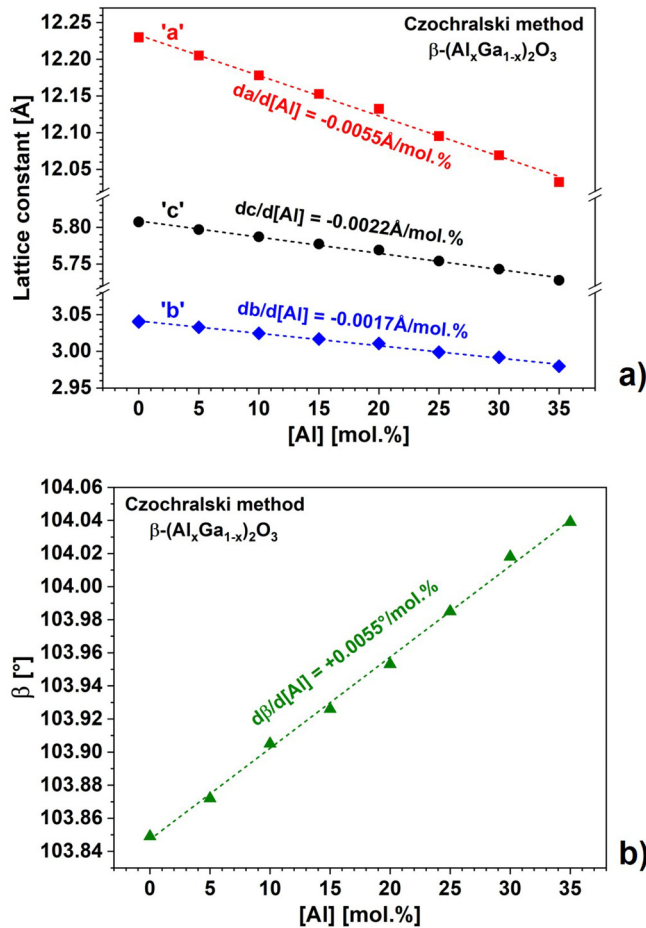 Czochralski method
β-(AlxGa1-x)2O3
'a'
da/d[Al] = -0.0055Å/mol.%
'c'
dc/d[Al] = -0.0022Å/mol.%
'b'
db/d[Al] = -0.0017Å/mol.%
Lattice constant [Å]
12.25
12.20
12.15
12.10
12.05
5.80
5.75
3.05
3.00
2.95
0 5 10 15 20 25 30 35
[Al] [mol.%]
a)
Czochralski method
β-(AlxGa1-x)2O3
dβ/d[Al] = +0.0055°/mol.%
β [°]
104.06
104.04
104.02
104.00
103.98
103.96
103.94
103.92
103.90
103.88
103.86
103.84
0 5 10 15 20 25 30 35
[Al] [mol.%]
b)